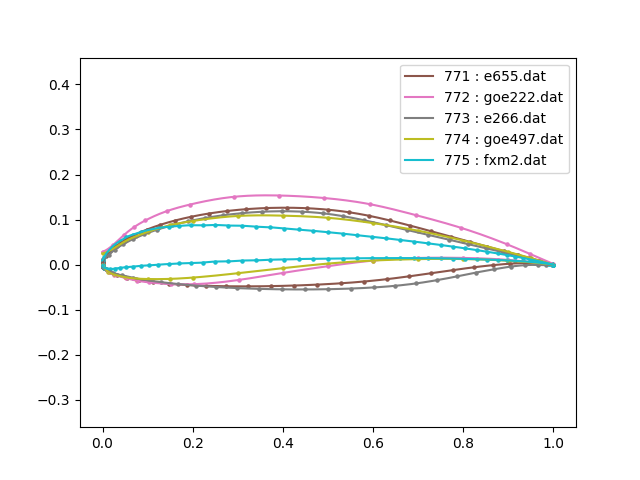 0.4
0.3
0.2
0.1
0.0
−0.1
−0.2
−0.3
0.0 0.2 0.4 0.6 0.8 1.0
771 : e655.dat
772 : goe222.dat
773 : e266.dat
774 : goe497.dat
775 : fxm2.dat